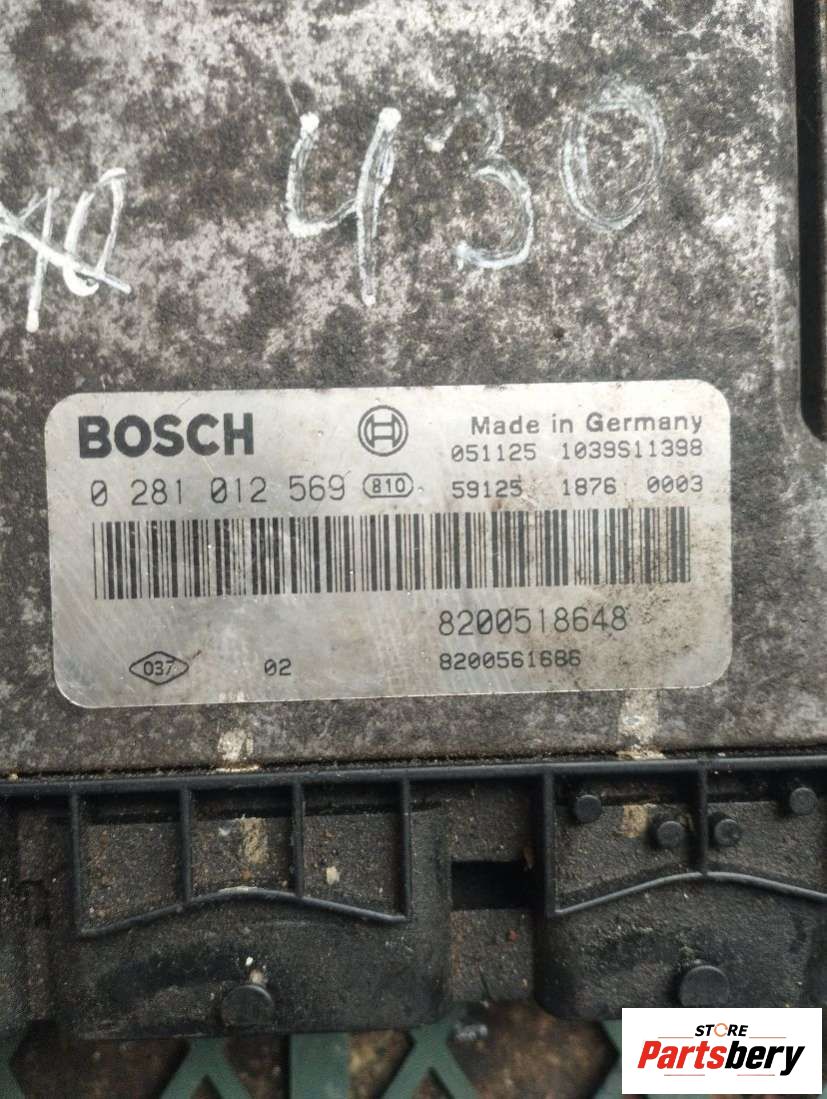 430
BOSCH
Made in Germany
051125 1039S11398
0 281 012 569 810 59125 1876 0003
8200518648
037 02 8200561686
STORE
Partsbery